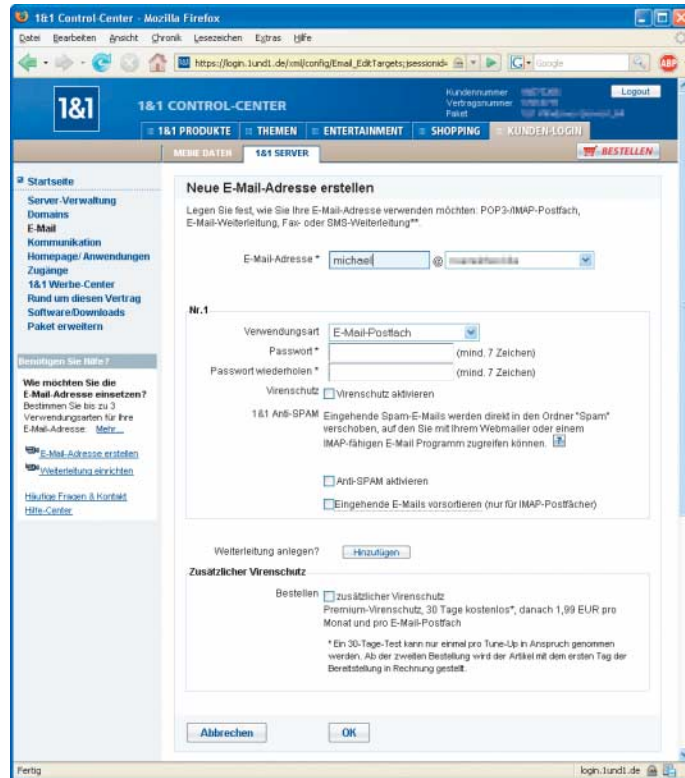 1&1 Control-Center - Mozilla Firefox
Datei Bearbeiten Ansicht Chronik Lesezeichen Extras Hilfe
https://login.1und1.de/xml/config/Email_EditTargets;jsessionid= Google ABP
1&1
1&1 CONTROL-CENTER
Kundennummer
Vertragsnummer
Paket
Logout
1&1 PRODUKTE THEMEN ENTERTAINMENT SHOPPING KUNDEN-LOGIN
MEINE DATEN 1&1 SERVER BESTELLEN
Startseite
Server-Verwaltung
Domains
E-Mail
Kommunikation
Homepage/Anwendungen
Zugänge
1&1 Werbe-Center
Rund um diesen Vertrag
Software/Downloads
Paket erweitern
Benötigen Sie Hilfe?
Wie möchten Sie die
E-Mail-Adresse einsetzen?
Bestimmen Sie bis zu 3
Verwendungsarten für Ihre
E-Mail-Adresse. Mehr...
E-Mail-Adresse erstellen
Weiterleitung einrichten
Häufige Fragen & Kontakt
Hilfe-Center
Neue E-Mail-Adresse erstellen
Legen Sie fest, wie Sie Ihre E-Mail-Adresse verwenden möchten: POP3-/IMAP-Postfach,
E-Mail-Weiterleitung, Fax- oder SMS-Weiterleitung**.
E-Mail-Adresse * michael @
Nr.1
Verwendungsart E-Mail-Postfach
Passwort * (mind. 7 Zeichen)
Passwort wiederholen * (mind. 7 Zeichen)
Virenschutz Virenschutz aktivieren
1&1 Anti-SPAM Eingehende Spam-E-Mails werden direkt in den Ordner "Spam"
verschoben, auf den Sie mit Ihrem Webmailer oder einem
IMAP-fähigen E-Mail Programm zugreifen können. ?
Anti-SPAM aktivieren
Eingehende E-Mails vorsortieren (nur für IMAP-Postfächer)
Weiterleitung anlegen? Hinzufügen
Zusätzlicher Virenschutz
Bestellen zusätzlicher Virenschutz
Premium-Virenschutz, 30 Tage kostenlos*, danach 1,99 EUR pro
Monat und pro E-Mail-Postfach
* Ein 30-Tage-Test kann nur einmal pro Tune-Up in Anspruch genommen
werden. Ab der zweiten Bestellung wird der Artikel mit dem ersten Tag der
Bereitstellung in Rechnung gestellt.
Abbrechen OK
Fertig login.1und1.de